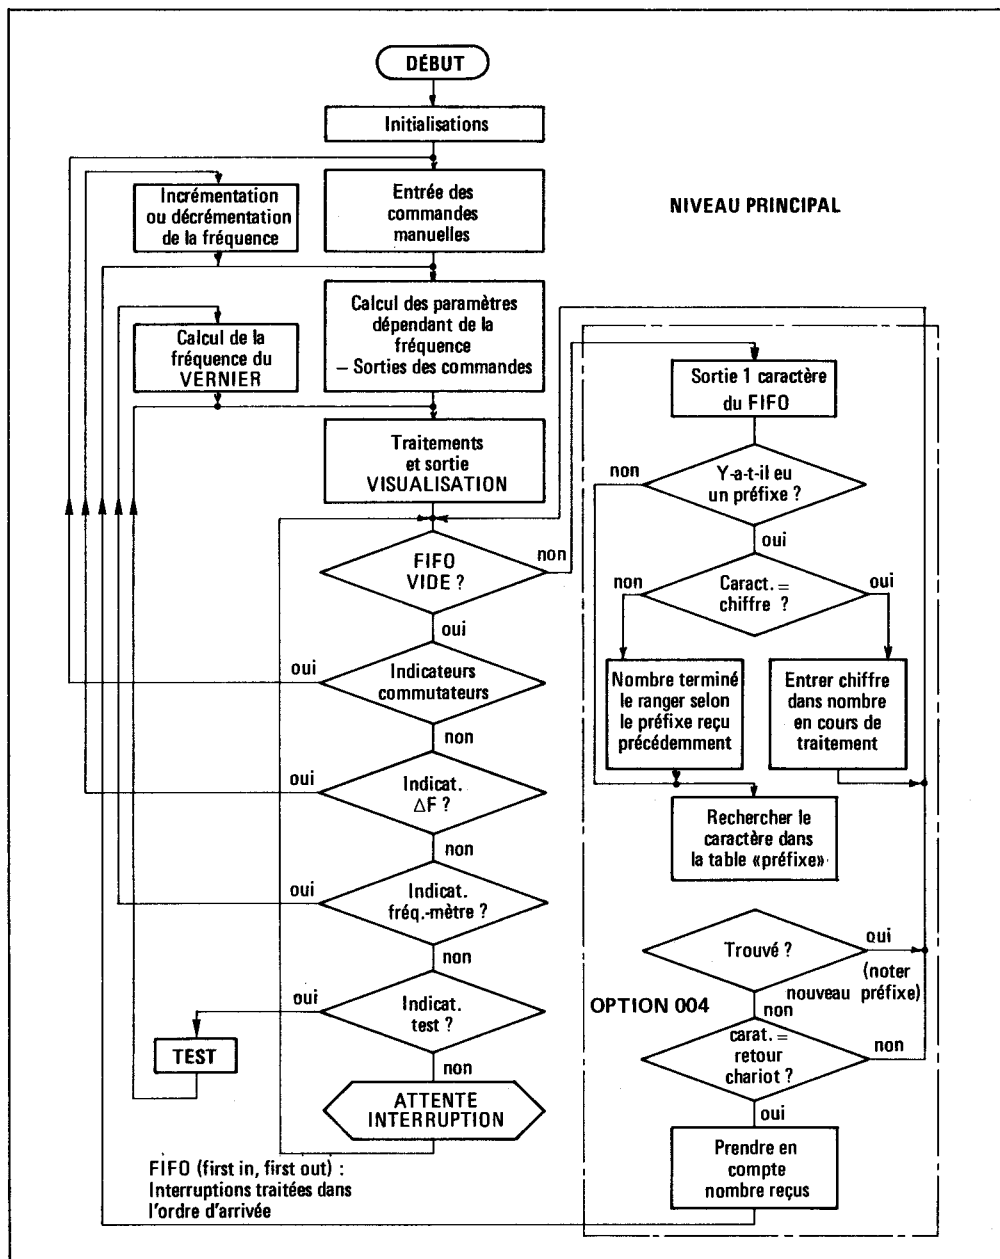 DÉBUT
Initialisations
Incrémentation
ou décrémentation
de la fréquence
Entrée des
commandes
manuelles
NIVEAU PRINCIPAL
Calcul de la
fréquence du
VERNIER
Calcul des paramètres
dépendant de la
fréquence
– Sorties des commandes
Traitements
et sortie
VISUALISATION
FIFO
VIDE ?
non
oui
Indicateurs
commutateurs
oui
non
Indicat.
ΔF ?
oui
non
Indicat.
fréq.-mètre ?
oui
non
Indicat.
test ?
oui
non
TEST
ATTENTE
INTERRUPTION
FIFO (first in, first out) :
Interruptions traitées dans
l'ordre d'arrivée
Sortie 1 caractère
du FIFO
Y-a-t-il eu
un préfixe ?
non
oui
Caract. =
chiffre ?
non
oui
Nombre terminé
le ranger selon
le préfixe reçu
précédemment
Entrer chiffre
dans nombre
en cours de
traitement
Rechercher le
caractère dans
la table «préfixe»
Trouvé ?
oui
(noter
nouveau préfixe)
non
OPTION 004
carat. =
retour
chariot ?
non
oui
Prendre en
compte
nombre reçus